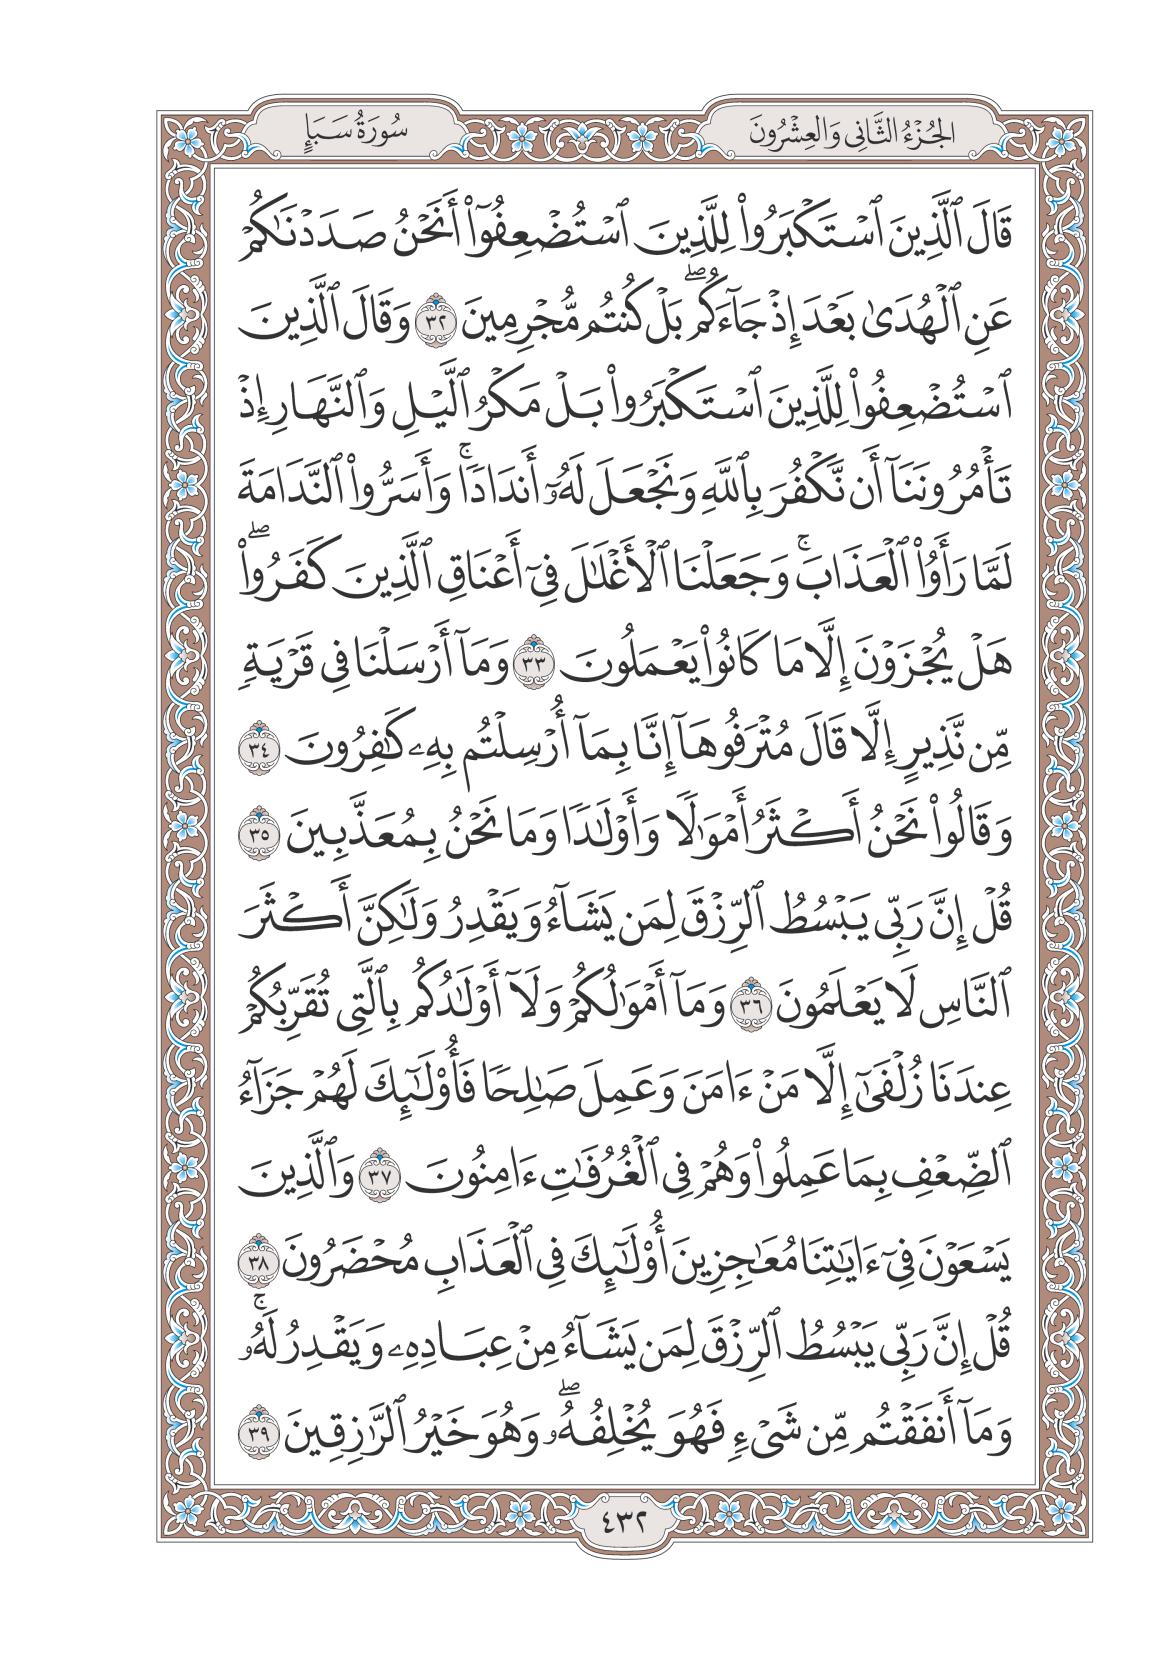 الجُزْءُ الثَّانِي وَالعِشْرُونَ
سُورَةُ سَبَإٍ
قَالَ ٱلَّذِينَ ٱسْتَكْبَرُوا۟ لِلَّذِينَ ٱسْتُضْعِفُوٓا۟ أَنَحْنُ صَدَدْنَـٰكُمْ
عَنِ ٱلْهُدَىٰ بَعْدَ إِذْ جَآءَكُم ۖ بَلْ كُنتُم مُّجْرِمِينَ ٣٢ وَقَالَ ٱلَّذِينَ
ٱسْتُضْعِفُوا۟ لِلَّذِينَ ٱسْتَكْبَرُوا۟ بَلْ مَكْرُ ٱلَّيْلِ وَٱلنَّهَارِ إِذْ
تَأْمُرُونَنَآ أَن نَّكْفُرَ بِٱللَّهِ وَنَجْعَلَ لَهُۥٓ أَندَادًا ۚ وَأَسَرُّوا۟ ٱلنَّدَامَةَ
لَمَّا رَأَوُا۟ ٱلْعَذَابَ ۚ وَجَعَلْنَا ٱلْأَغْلَـٰلَ فِىٓ أَعْنَاقِ ٱلَّذِينَ كَفَرُوا۟ ۖ
هَلْ يُجْزَوْنَ إِلَّا مَا كَانُوا۟ يَعْمَلُونَ ٣٣ وَمَآ أَرْسَلْنَا فِى قَرْيَةٍ
مِّن نَّذِيرٍ إِلَّا قَالَ مُتْرَفُوهَآ إِنَّا بِمَآ أُرْسِلْتُم بِهِۦ كَـٰفِرُونَ ٣٤
وَقَالُوا۟ نَحْنُ أَكْثَرُ أَمْوَٰلًا وَأَوْلَـٰدًا وَمَا نَحْنُ بِمُعَذَّبِينَ ٣٥
قُلْ إِنَّ رَبِّى يَبْسُطُ ٱلرِّزْقَ لِمَن يَشَآءُ وَيَقْدِرُ وَلَـٰكِنَّ أَكْثَرَ
ٱلنَّاسِ لَا يَعْلَمُونَ ٣٦ وَمَآ أَمْوَٰلُكُمْ وَلَآ أَوْلَـٰدُكُم بِٱلَّتِى تُقَرِّبُكُمْ
عِندَنَا زُلْفَىٰٓ إِلَّا مَنْ ءَامَنَ وَعَمِلَ صَـٰلِحًا فَأُو۟لَـٰٓئِكَ لَهُمْ جَزَآءُ
ٱلضِّعْفِ بِمَا عَمِلُوا۟ وَهُمْ فِى ٱلْغُرُفَـٰتِ ءَامِنُونَ ٣٧ وَٱلَّذِينَ
يَسْعَوْنَ فِىٓ ءَايَـٰتِنَا مُعَـٰجِزِينَ أُو۟لَـٰٓئِكَ فِى ٱلْعَذَابِ مُحْضَرُونَ ٣٨
قُلْ إِنَّ رَبِّى يَبْسُطُ ٱلرِّزْقَ لِمَن يَشَآءُ مِنْ عِبَادِهِۦ وَيَقْدِرُ لَهُۥ ۚ
وَمَآ أَنفَقْتُم مِّن شَىْءٍ فَهُوَ يُخْلِفُهُۥ ۖ وَهُوَ خَيْرُ ٱلرَّٰزِقِينَ ٣٩
٤٣٢